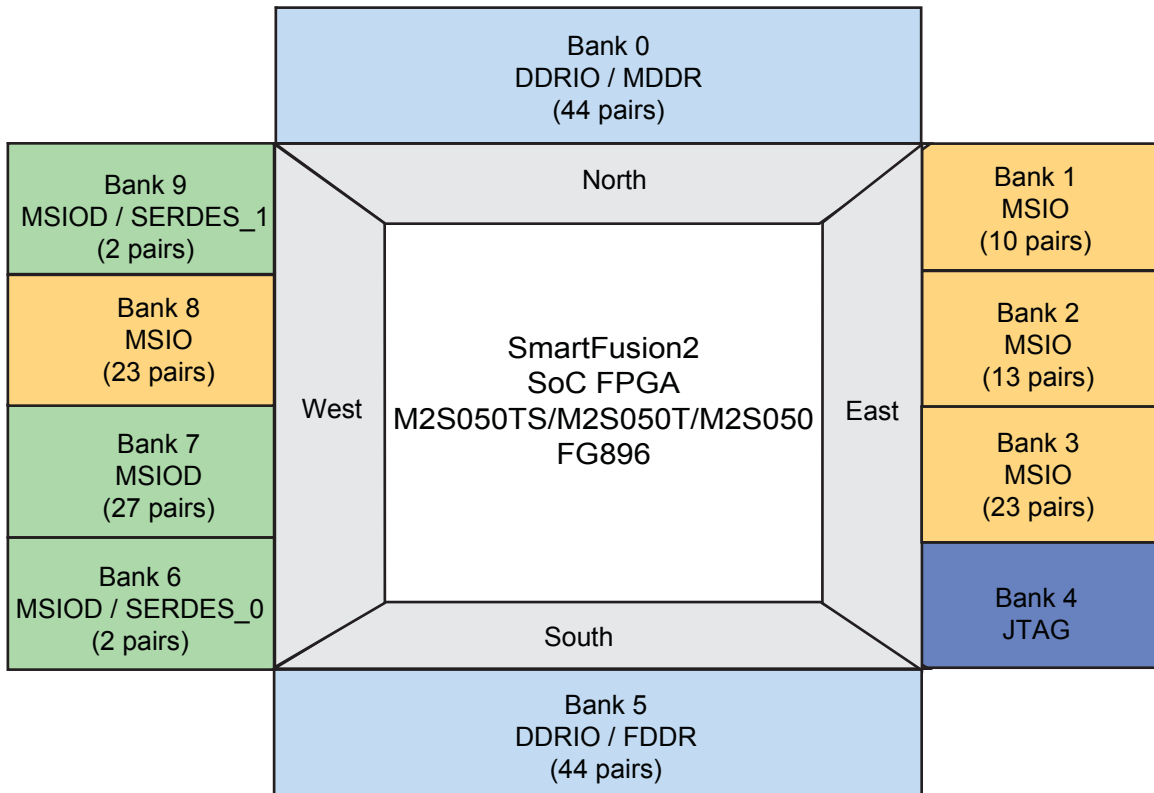 Bank 0
DDRIO / MDDR
(44 pairs)
Bank 9
MSIOD / SERDES_1
(2 pairs)
Bank 8
MSIO
(23 pairs)
Bank 7
MSIOD
(27 pairs)
Bank 6
MSIOD / SERDES_0
(2 pairs)
North
West
SmartFusion2
SoC FPGA
M2S050TS/M2S050T/M2S050
FG896
East
South
Bank 1
MSIO
(10 pairs)
Bank 2
MSIO
(13 pairs)
Bank 3
MSIO
(23 pairs)
Bank 4
JTAG
Bank 5
DDRIO / FDDR
(44 pairs)